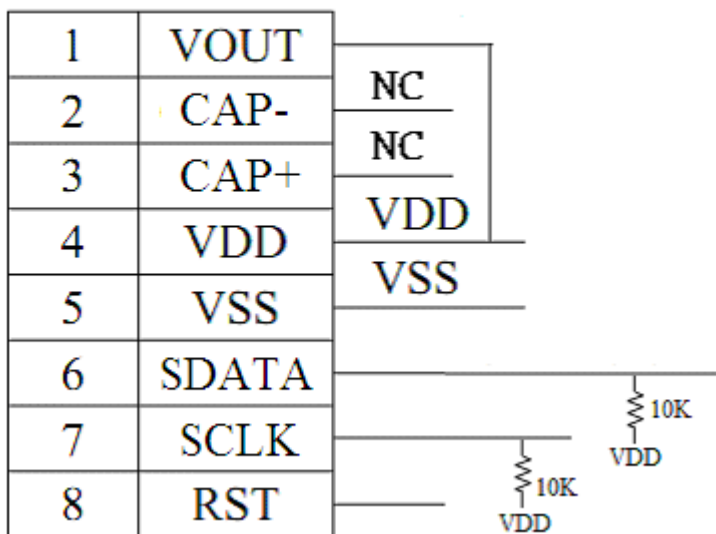 1 VOUT
NC
2 CAP-
NC
3 CAP+
VDD
4 VDD
VSS
5 VSS
6 SDATA
10K
VDD
7 SCLK
10K
VDD
8 RST